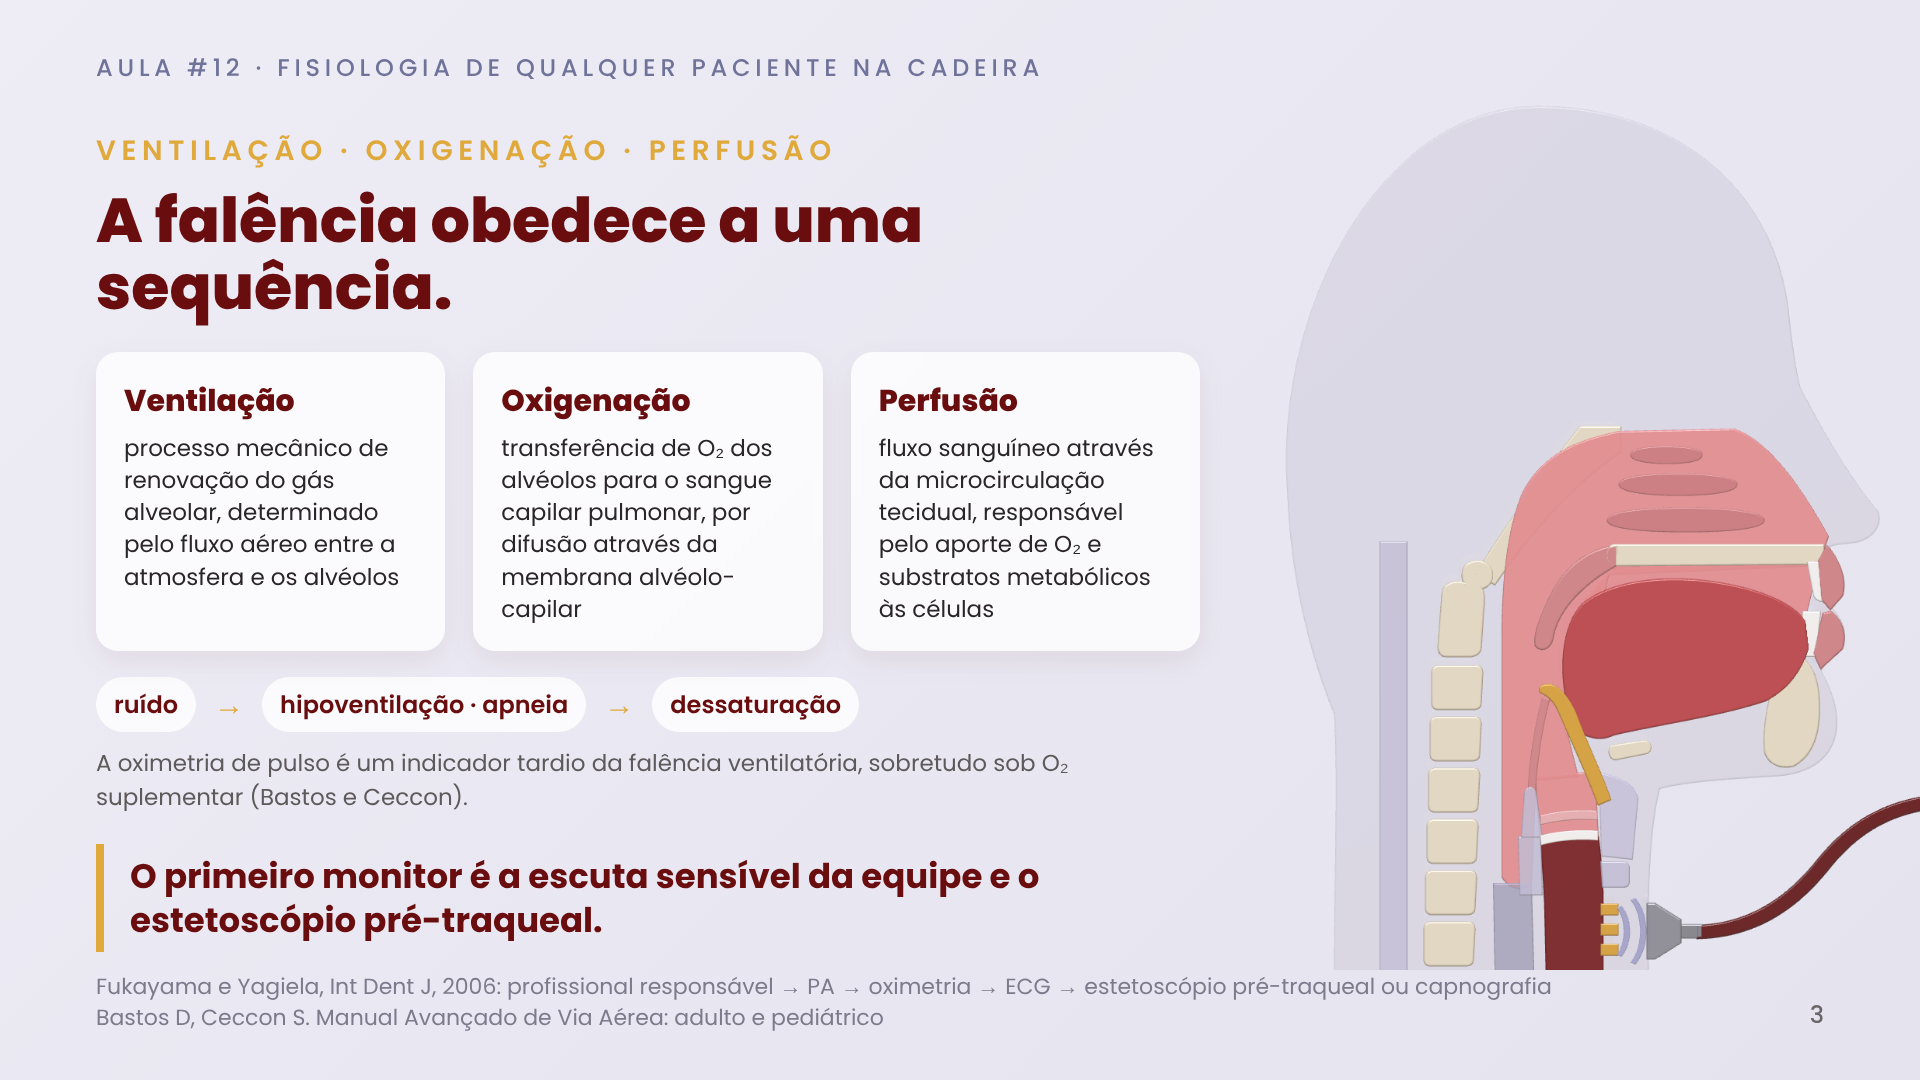 AULA #12 · FISIOLOGIA DE QUALQUER PACIENTE NA CADEIRA
VENTILAÇÃO · OXIGENAÇÃO · PERFUSÃO
A falência obedece a uma
sequência.
Ventilação
processo mecânico de
renovação do gás
alveolar, determinado
pelo fluxo aéreo entre a
atmosfera e os alvéolos
Oxigenação
transferência de O₂ dos
alvéolos para o sangue
capilar pulmonar, por
difusão através da
membrana alvéolo-
capilar
Perfusão
fluxo sanguíneo através
da microcirculação
tecidual, responsável
pelo aporte de O₂ e
substratos metabólicos
às células
ruído → hipoventilação · apneia → dessaturação
A oximetria de pulso é um indicador tardio da falência ventilatória, sobretudo sob O₂
suplementar (Bastos e Ceccon).
O primeiro monitor é a escuta sensível da equipe e o
estetoscópio pré-traqueal.
Fukayama e Yagiela, Int Dent J, 2006: profissional responsável → PA → oximetria → ECG → estetoscópio pré-traqueal ou capnografia
Bastos D, Ceccon S. Manual Avançado de Via Aérea: adulto e pediátrico
3